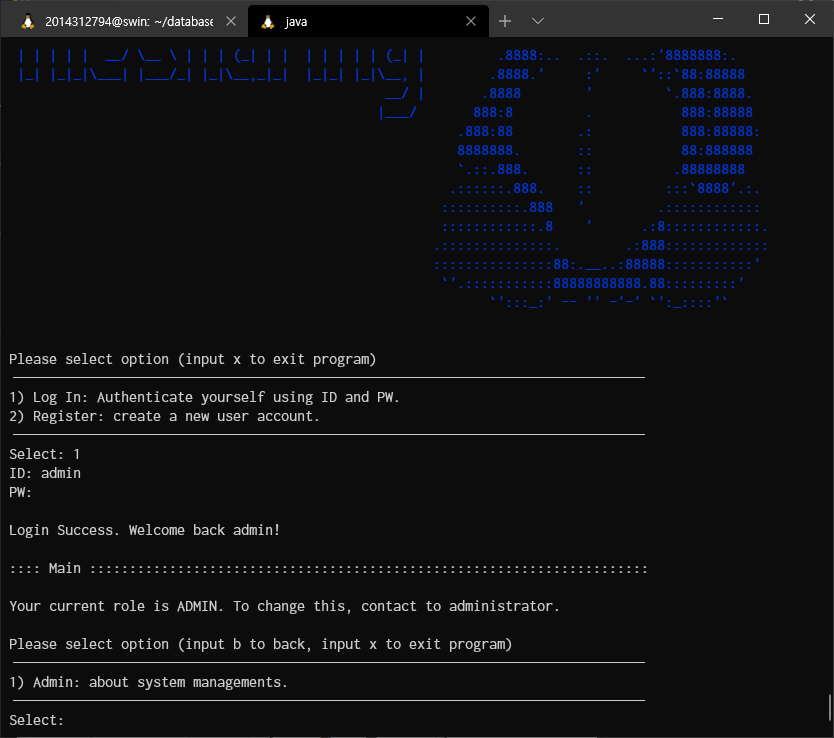 2014312794@swin: ~/database
java
Please select option (input x to exit program)
1) Log In: Authenticate yourself using ID and PW.
2) Register: create a new user account.
Select: 1
ID: admin
PW:
Login Success. Welcome back admin!
:::: Main ::::::::::::::::::::::::::::::::::::::::::::::::::::::::::::::::::::::
Your current role is ADMIN. To change this, contact to administrator.
Please select option (input b to back, input x to exit program)
1) Admin: about system managements.
Select: